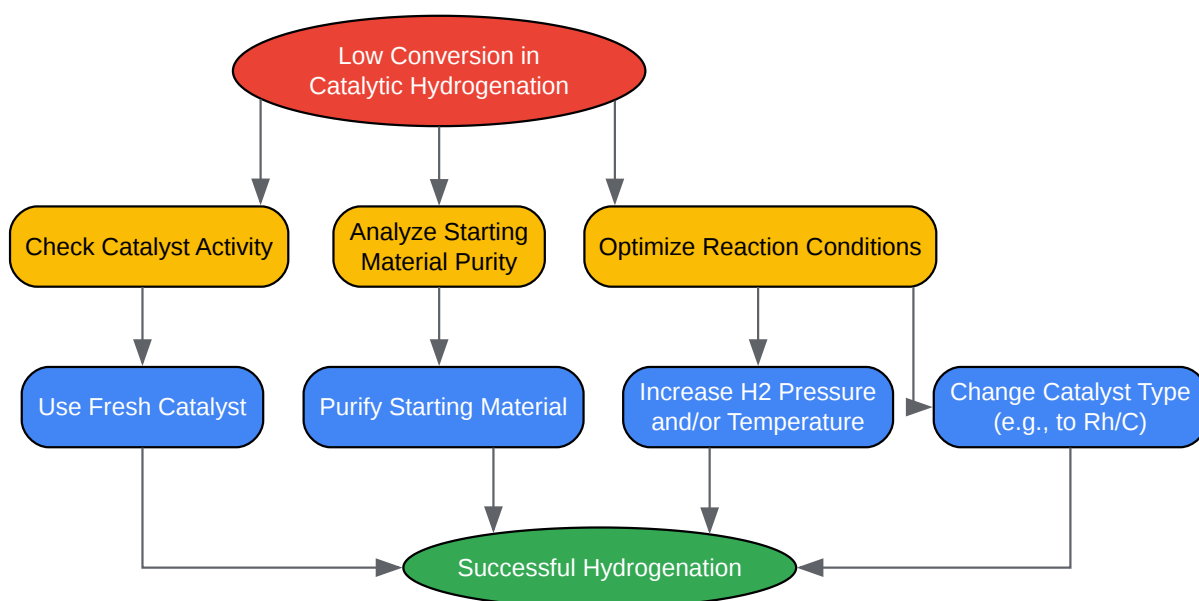 Low Conversion in
Catalytic Hydrogenation
Check Catalyst Activity
Analyze Starting
Material Purity
Optimize Reaction Conditions
Use Fresh Catalyst
Purify Starting Material
Increase H2 Pressure
and/or Temperature
Change Catalyst Type
(e.g., to Rh/C)
Successful Hydrogenation